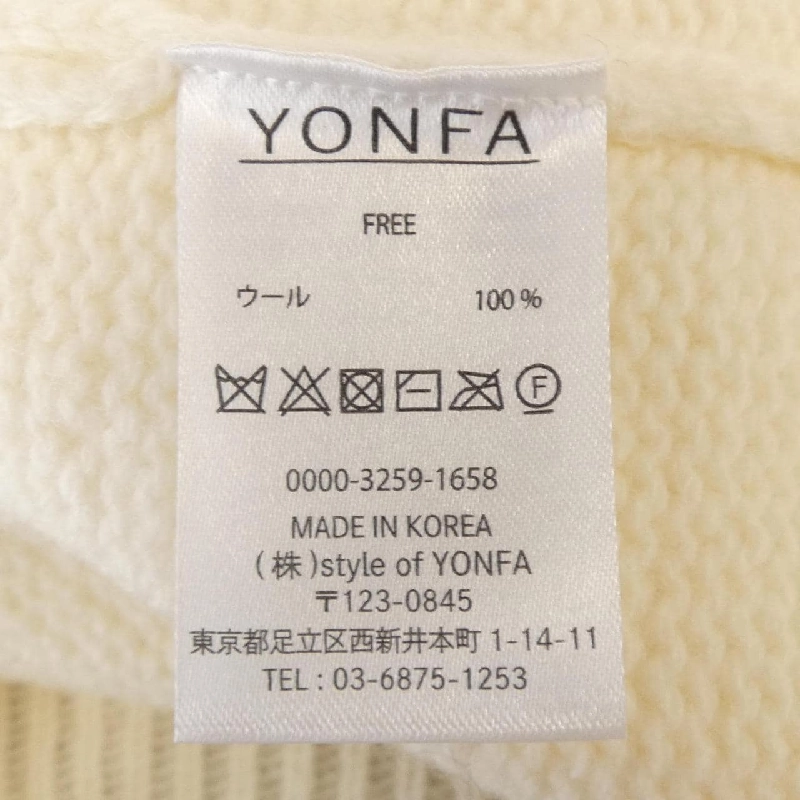 YONFA
FREE
ウール 100%
F
0000-3259-1658
MADE IN KOREA
(株)style of YONFA
〒123-0845
東京都足立区西新井本町 1-14-11
TEL : 03-6875-1253